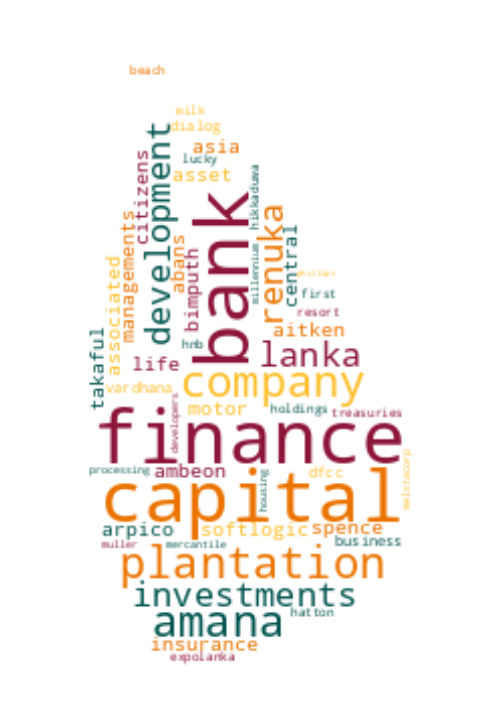 beach
milk
dialog
asia
lucky
asset
citizens
development
bank
hikkaduwa
renuka
central
managements
associated
abans
bimputh
millennium
phillips
first
resort
aitken
takaful
hnb
life
lanka
vardhana
company
motor
holdings
treasuries
developers
finance
processing
ambeon
housing
dfcc
melstacorp
capital
arpico
softlogic
spence
business
muller
mercantile
plantation
investments
hatton
amana
insurance
expolanka